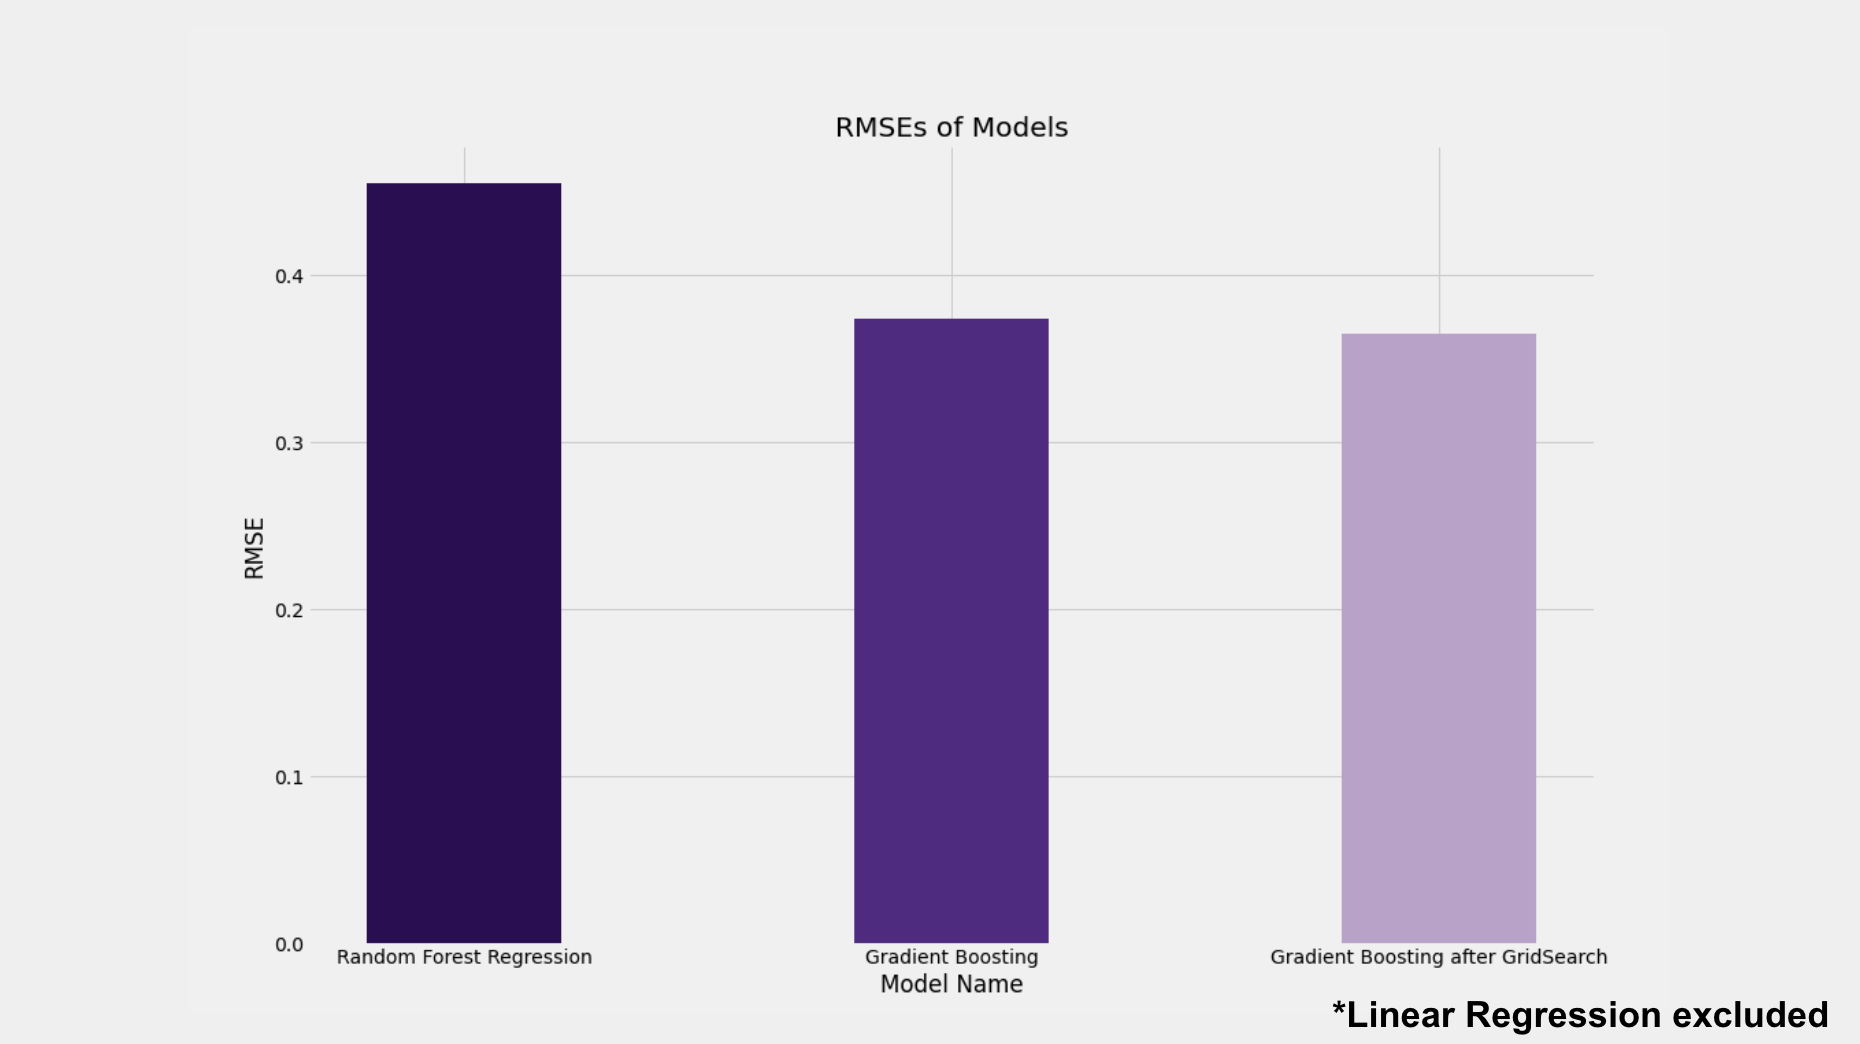 RMSEs of Models
0.4
0.3
0.2
0.1
0.0
RMSE
Random Forest Regression
Gradient Boosting
Gradient Boosting after GridSearch
Model Name
*Linear Regression excluded